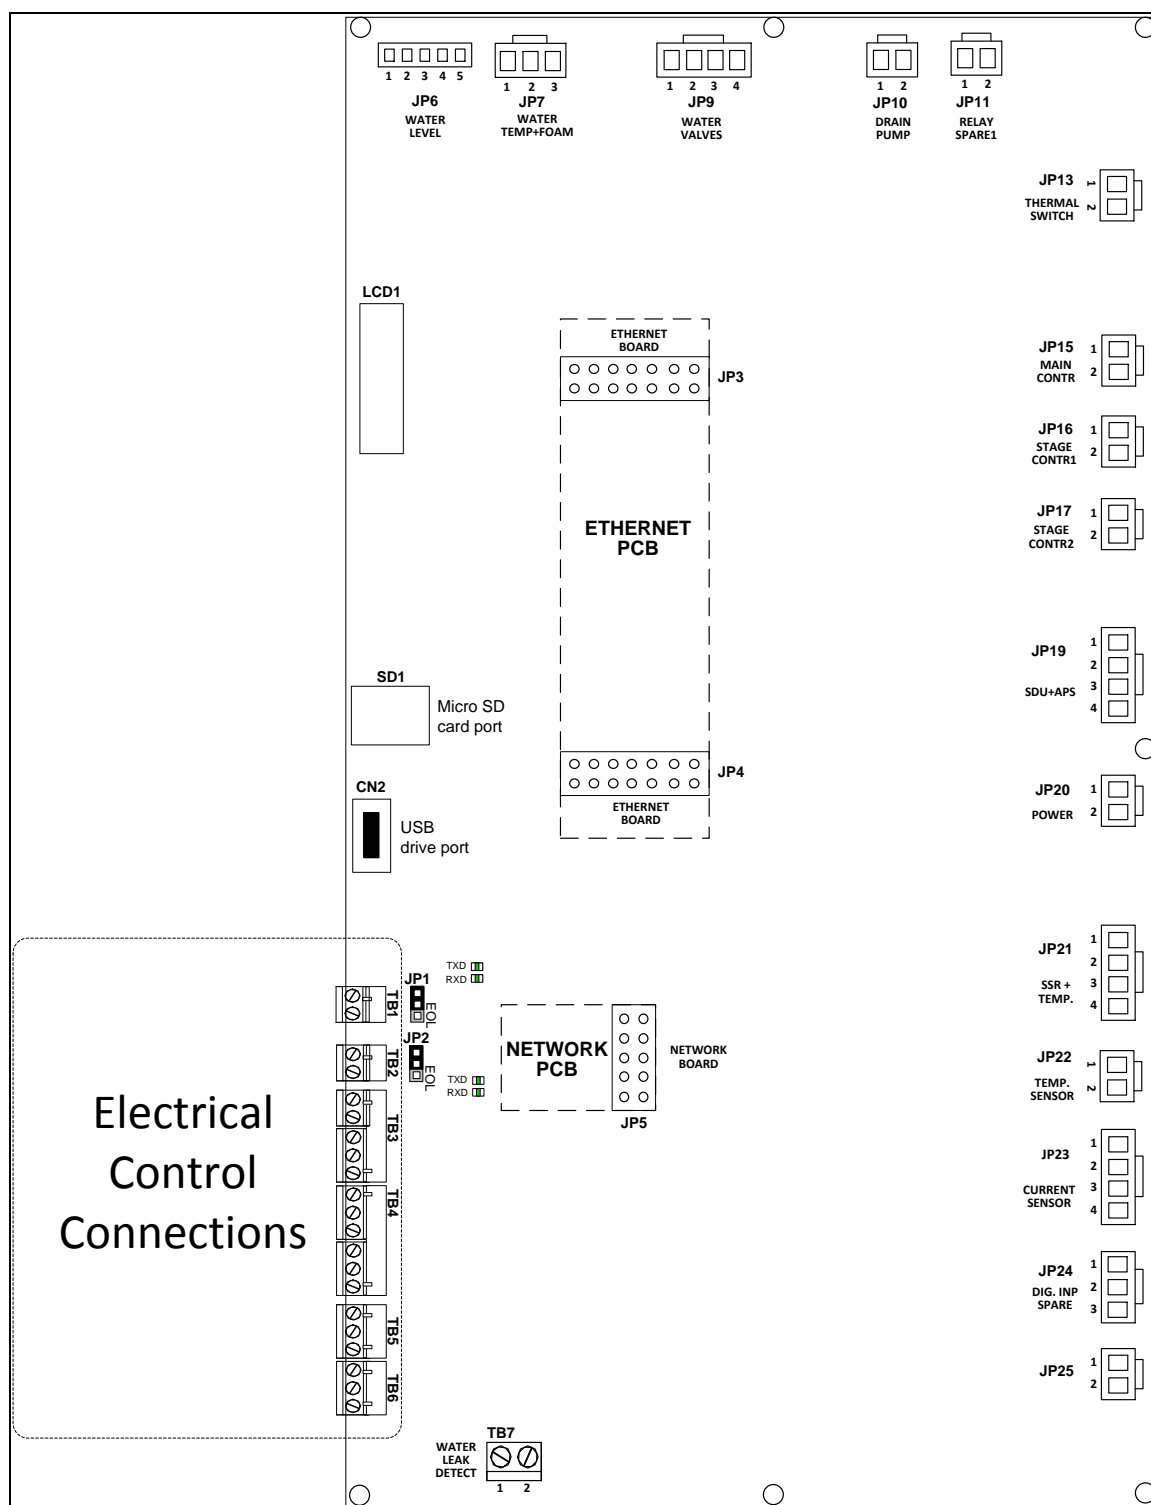 1 2 3 4 5
JP6
WATER
LEVEL
1 2 3
JP7
WATER
TEMP+FOAM
1 2 3 4
JP9
WATER
VALVES
1 2
JP10
DRAIN
PUMP
1 2
JP11
RELAY
SPARE1
JP13
THERMAL
SWITCH
1
2
LCD1
ETHERNET
BOARD
JP3
JP15
MAIN
CONTR
1
2
JP16
STAGE
CONTR1
1
2
ETHERNET
PCB
JP17
STAGE
CONTR2
1
2
JP19
SDU+APS
1
2
3
4
SD1
Micro SD
card port
JP4
ETHERNET
BOARD
CN2
USB
drive port
JP20
POWER
1
2
JP21
SSR +
TEMP.
1
2
3
4
TXD
RXD
JP1
EOL
TB1
JP2
EOL
TB2
TXD
RXD
NETWORK
PCB
NETWORK
BOARD
JP5
JP22
TEMP.
SENSOR
1
2
Electrical
Control
Connections
TB3
TB4
TB5
TB6
JP23
CURRENT
SENSOR
1
2
3
4
JP24
DIG. INP
SPARE
1
2
3
JP25
1
2
TB7
WATER
LEAK
DETECT
1 2